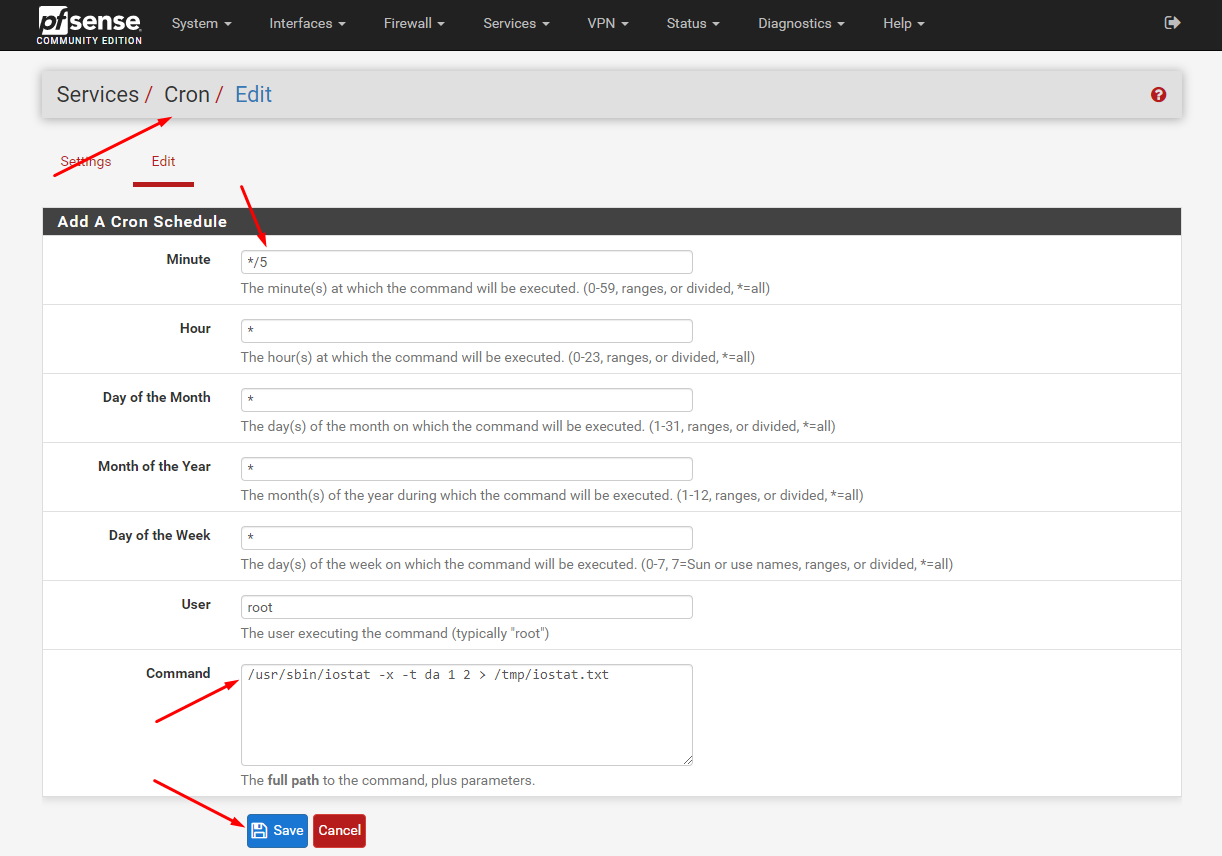 pfsense
COMMUNITY EDITION
System Interfaces Firewall Services VPN Status Diagnostics Help
Services / Cron / Edit
Settings Edit
Add A Cron Schedule
Minute */5
The minute(s) at which the command will be executed. (0-59, ranges, or divided, *=all)
Hour *
The hour(s) at which the command will be executed. (0-23, ranges, or divided, *=all)
Day of the Month *
The day(s) of the month on which the command will be executed. (1-31, ranges, or divided, *=all)
Month of the Year *
The month(s) of the year during which the command will be executed. (1-12, ranges, or divided, *=all)
Day of the Week *
The day(s) of the week on which the command will be executed. (0-7, 7=Sun or use names, ranges, or divided, *=all)
User root
The user executing the command (typically "root")
Command /usr/sbin/iostat -x -t da 1 2 > /tmp/iostat.txt
The full path to the command, plus parameters.
Save Cancel